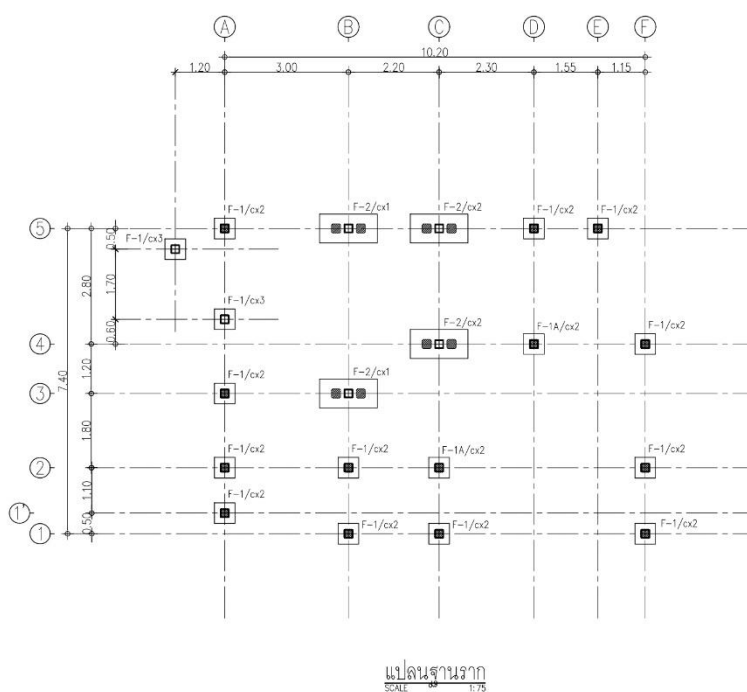 A B C D E F
10.20
1.20 3.00 2.20 2.30 1.55 1.15
F-1/cx2 F-2/cx1 F-2/cx2 F-1/cx2 F-1/cx2
5
0.50
F-1/cx3
2.80
1.70
F-1/cx3
0.60
F-2/cx2 F-1A/cx2 F-1/cx2
4
1.20
7.40
F-1/cx2 F-2/cx1
3
1.80
F-1/cx2 F-1/cx2 F-1A/cx2 F-1/cx2
2
1.10
F-1/cx2
1'
0.50
F-1/cx2 F-1/cx2 F-1/cx2
1
แปลนฐานราก
SCALE 1:75